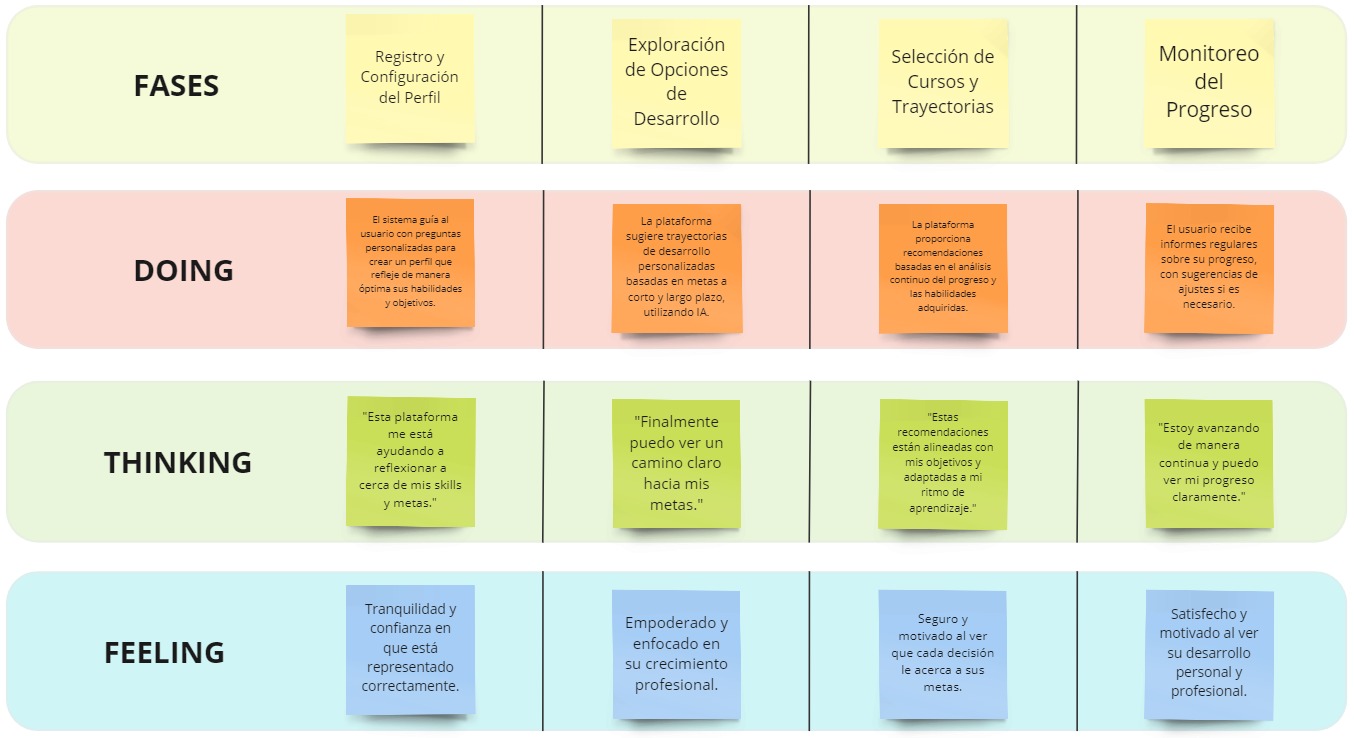 FASES
Registro y
Configuración
del Perfil
Exploración
de Opciones
de
Desarrollo
Selección de
Cursos y
Trayectorias
Monitoreo
del
Progreso
DOING
El sistema guía al
usuario con preguntas
personalizadas para
crear un perfil que
refleje de manera
óptima sus habilidades
y objetivos.
La plataforma
sugiere trayectorias
de desarrollo
personalizadas
basadas en metas a
corto y largo plazo,
utilizando IA.
La plataforma
proporciona
recomendaciones
basadas en el análisis
continuo del progreso y
las habilidades
adquiridas.
El usuario recibe
informes regulares
sobre su progreso,
con sugerencias de
ajustes si es
necesario.
THINKING
"Esta plataforma
me está
ayudando a
reflexionar a
cerca de mis skills
y metas."
"Finalmente
puedo ver un
camino claro
hacia mis
metas."
"Estas
recomendaciones
están alineadas con
mis objetivos y
adaptadas a mi
ritmo de
aprendizaje."
"Estoy avanzando
de manera
continua y puedo
ver mi progreso
claramente."
FEELING
Tranquilidad y
confianza en
que está
representado
correctamente.
Empoderado y
enfocado en
su crecimiento
profesional.
Seguro y
motivado al ver
que cada decisión
le acerca a sus
metas.
Satisfecho y
motivado al ver
su desarrollo
personal y
profesional.